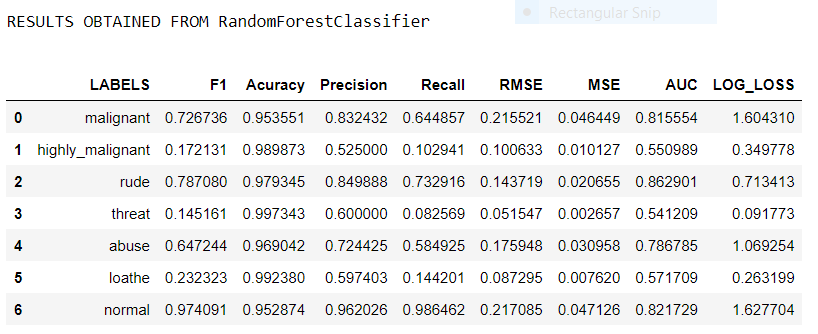 Rectangular Snip
RESULTS OBTAINED FROM RandomForestClassifier
LABELS F1 Acuracy Precision Recall RMSE MSE AUC LOG_LOSS
0 malignant 0.726736 0.953551 0.832432 0.644857 0.215521 0.046449 0.815554 1.604310
1 highly_malignant 0.172131 0.989873 0.525000 0.102941 0.100633 0.010127 0.550989 0.349778
2 rude 0.787080 0.979345 0.849888 0.732916 0.143719 0.020655 0.862901 0.713413
3 threat 0.145161 0.997343 0.600000 0.082569 0.051547 0.002657 0.541209 0.091773
4 abuse 0.647244 0.969042 0.724425 0.584925 0.175948 0.030958 0.786785 1.069254
5 loathe 0.232323 0.992380 0.597403 0.144201 0.087295 0.007620 0.571709 0.263199
6 normal 0.974091 0.952874 0.962026 0.986462 0.217085 0.047126 0.821729 1.627704